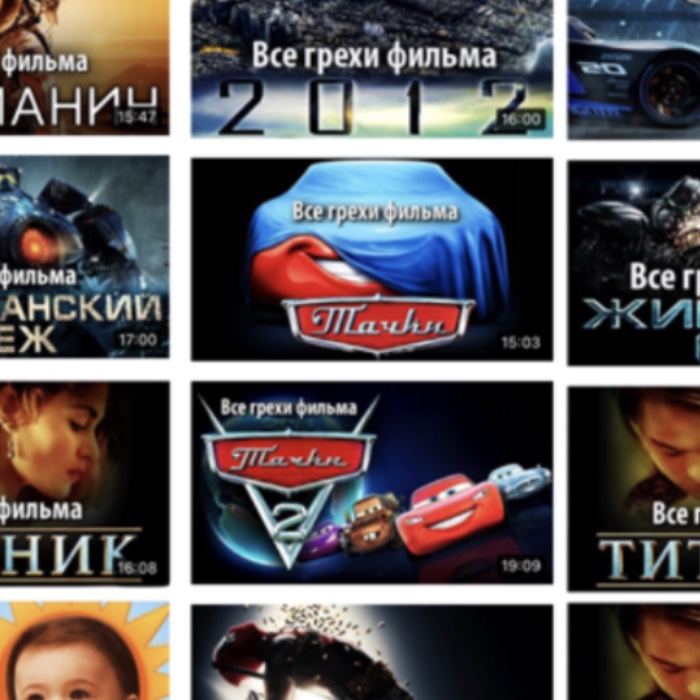 фильма
15:47
Все грехи фильма
2012
16:00
20
фильма
АНСКИЙ
ЕЖ
17:00
Все грехи фильма
Тачки
15:03
Все гр
ЖИ
фильма
НИК
16:08
Все грехи фильма
Тачки
2
19:09
Все г
ТИТ